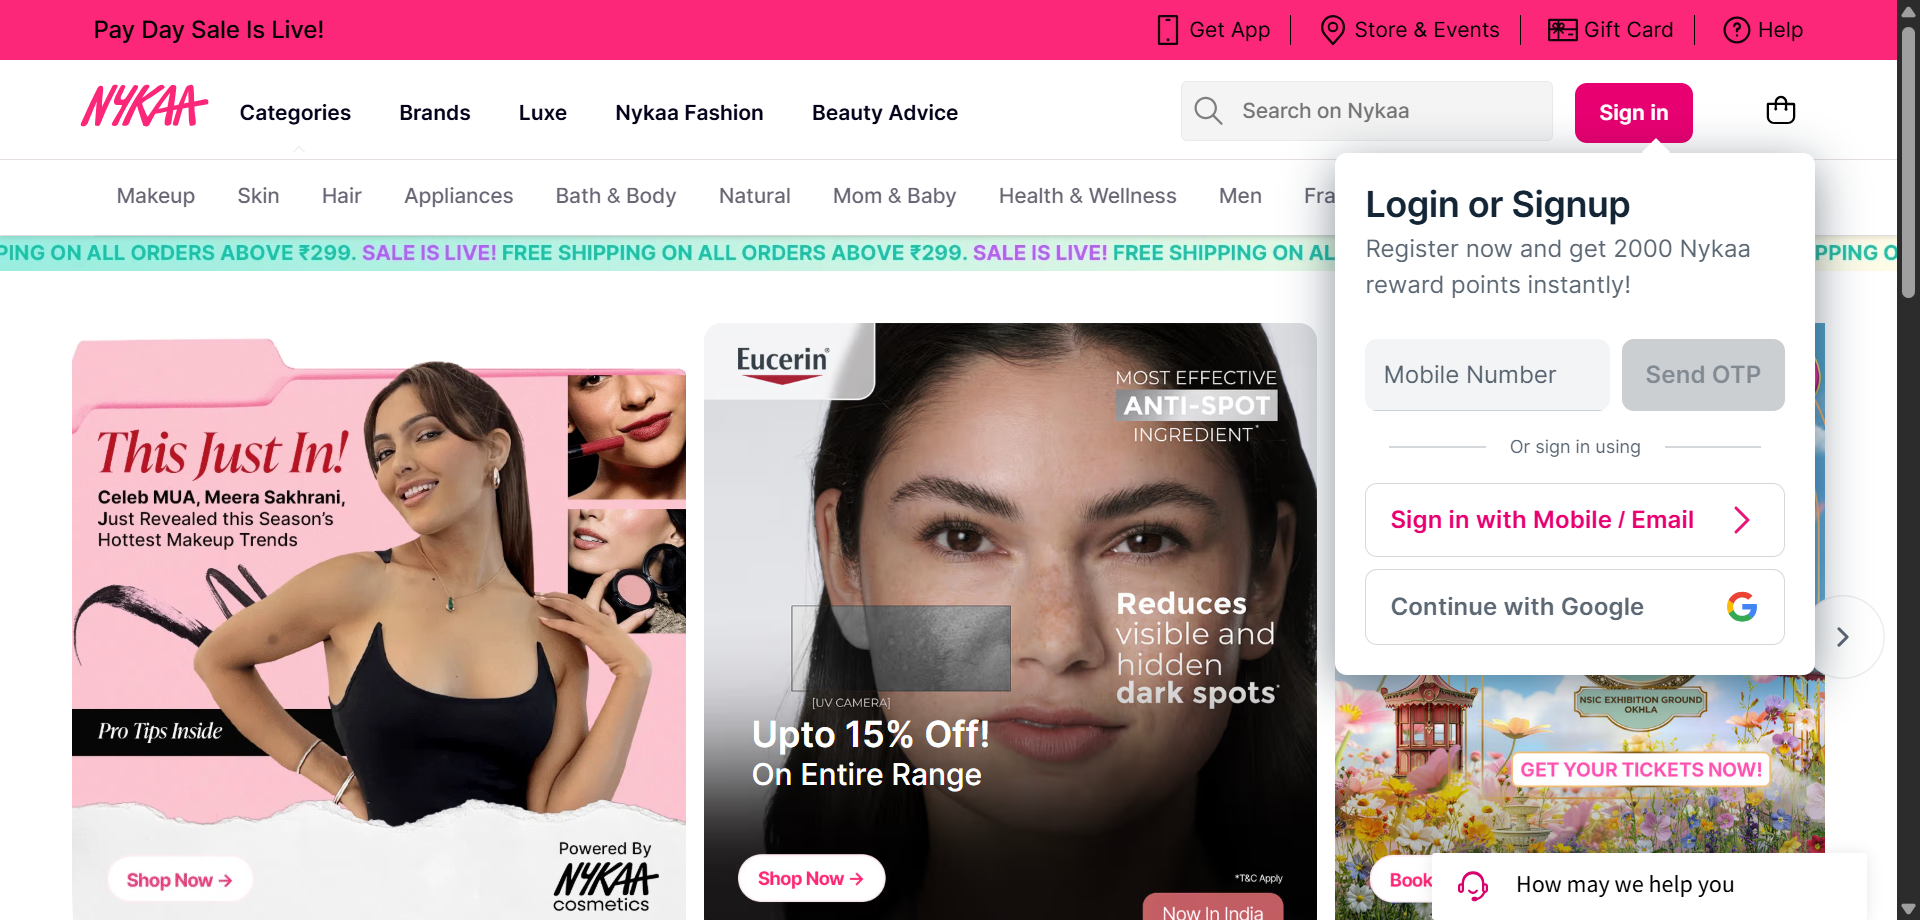 Pay Day Sale Is Live!
Get App
Store & Events
Gift Card
Help
NYKAA
Categories
Brands
Luxe
Nykaa Fashion
Beauty Advice
Search on Nykaa
Sign in
Makeup
Skin
Hair
Appliances
Bath & Body
Natural
Mom & Baby
Health & Wellness
Men
Fra
PING ON ALL ORDERS ABOVE ₹299. SALE IS LIVE! FREE SHIPPING ON ALL ORDERS ABOVE ₹299. SALE IS LIVE! FREE SHIPPING ON AL
PPING O
Login or Signup
Register now and get 2000 Nykaa
reward points instantly!
Mobile Number
Send OTP
Or sign in using
Sign in with Mobile / Email
Continue with Google
This Just In!
Celeb MUA, Meera Sakhrani,
Just Revealed this Season's
Hottest Makeup Trends
Pro Tips Inside
Shop Now →
Powered By
NYKAA
cosmetics
Eucerin®
MOST EFFECTIVE
ANTI-SPOT
INGREDIENT*
Reduces
visible and
hidden
dark spots*
[UV CAMERA]
Upto 15% Off!
On Entire Range
Shop Now →
*T&C Apply
Now In India
NSIC EXHIBITION GROUND
OKHLA
GET YOUR TICKETS NOW!
Book
How may we help you